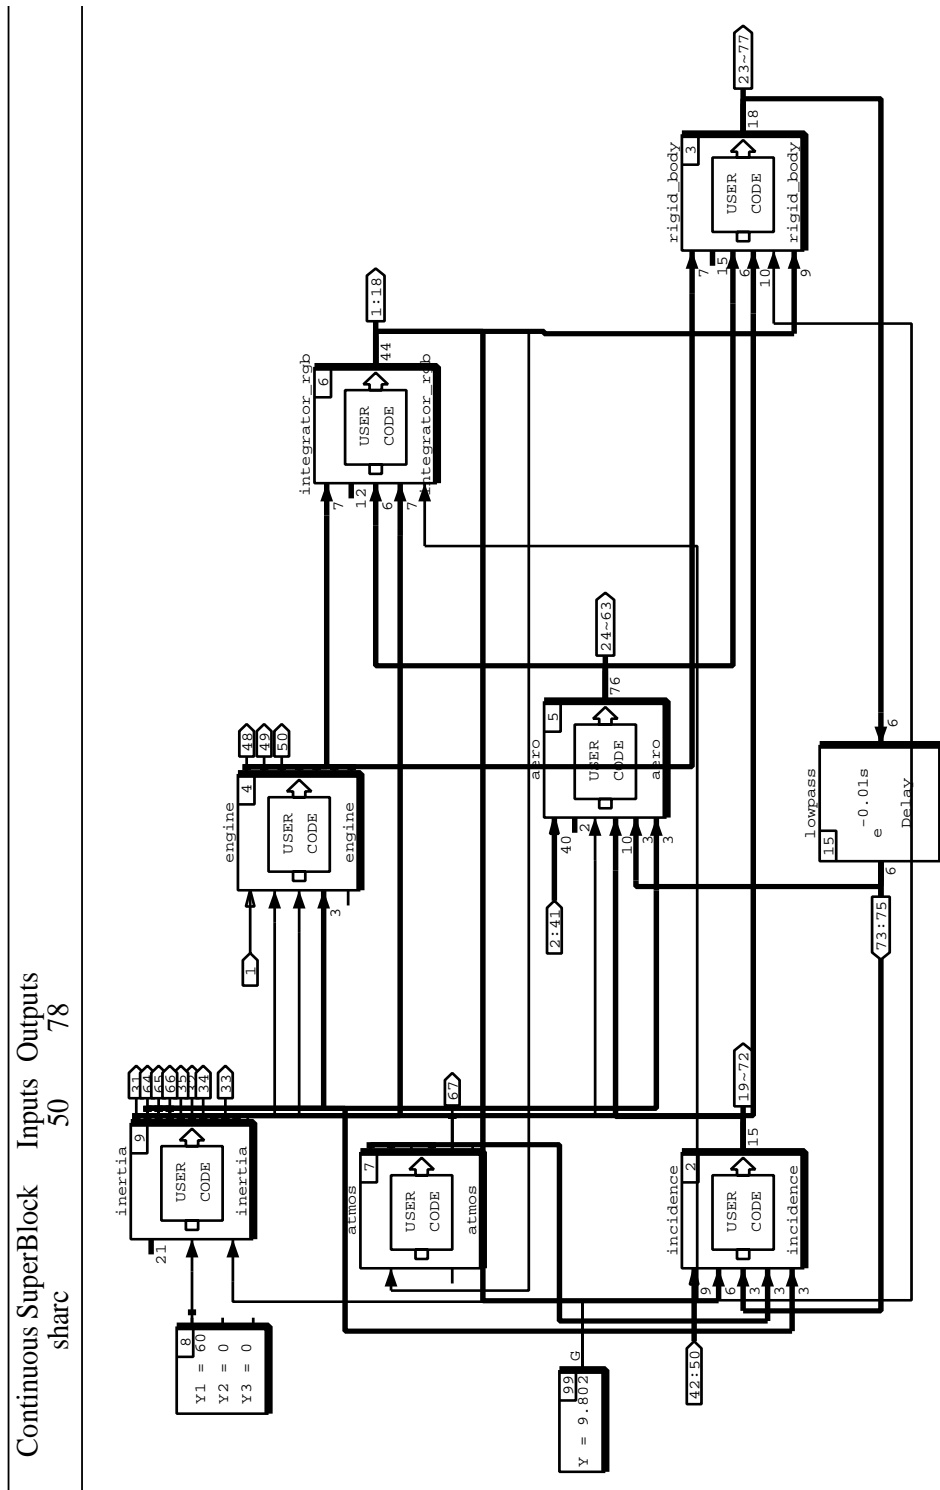 Continuous SuperBlock Inputs Outputs
sharc 50 78
8
Y1 = 60
Y2 = 0
Y3 = 0
21
inertia
9
USER
CODE
inertia
31
64
65
66
35
32
34
33
1
3
engine
4
USER
CODE
engine
48
49
50
7
12
6
7
integrator_rgb
6
USER
CODE
integrator_rgb
44
1:18
atmos
7
USER
CODE
atmos
67
99
Y = 9.802
G
2:41
40
2
10
3
3
aero
5
USER
CODE
aero
76
24~63
42:50
9
6
3
3
3
incidence
2
USER
CODE
incidence
15
19~72
7
15
6
10
9
rigid_body
3
USER
CODE
rigid_body
18
23~77
73:75
6
lowpass
15
-0.01s
e
Delay
6